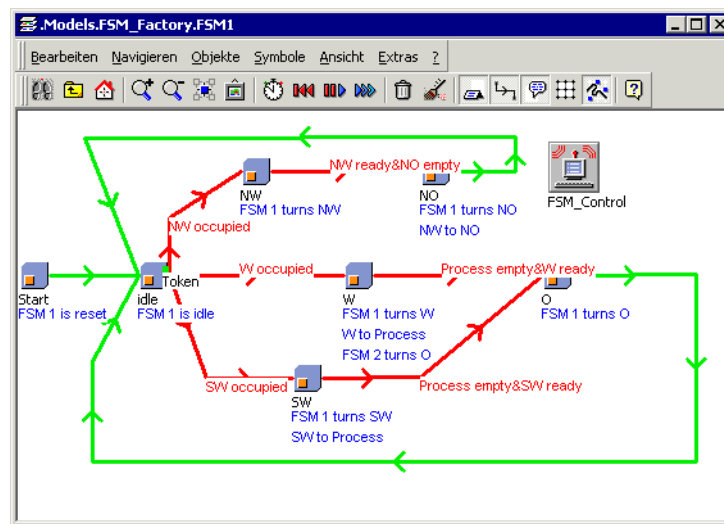 .Models.FSM_Factory.FSM1
Bearbeiten Navigieren Objekte Symbole Ansicht Extras ?
NW ready&NO empty
NW
FSM 1 turns NW
NO
FSM 1 turns NO
NW to NO
FSM_Control
NW occupied
Token
W occupied
Process empty&W ready
Start
FSM 1 is reset
idle
FSM 1 is idle
W
FSM 1 turns W
W to Process
FSM 2 turns O
O
FSM 1 turns O
SW occupied
Process empty&SW ready
SW
FSM 1 turns SW
SW to Process